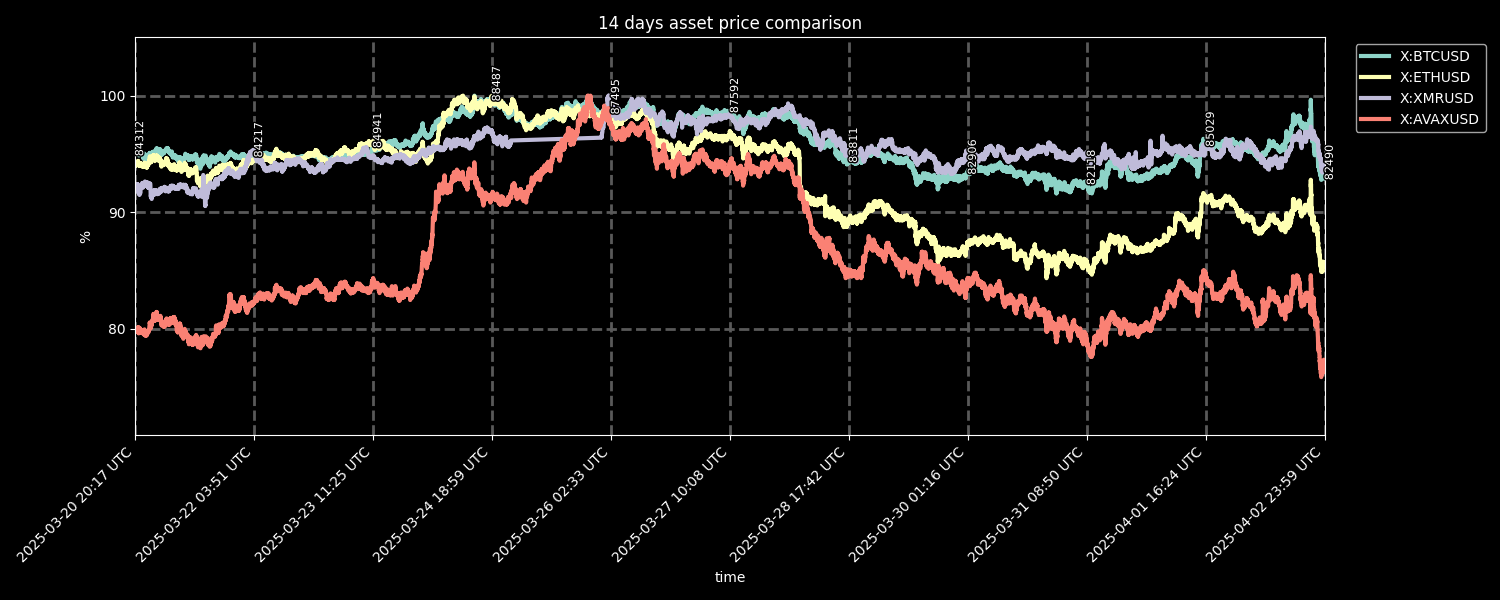 14 days asset price comparison
X:BTCUSD
X:ETHUSD
X:XMRUSD
X:AVAXUSD
100
90
80
%
84312
84217
84941
88487
87495
87592
83811
82906
85029
82490
2025-03-20 20:17 UTC
2025-03-22 03:51 UTC
2025-03-23 11:25 UTC
2025-03-24 18:59 UTC
2025-03-26 02:33 UTC
2025-03-27 10:08 UTC
2025-03-28 17:42 UTC
2025-03-30 01:16 UTC
2025-03-31 08:50 UTC
2025-04-01 16:24 UTC
2025-04-02 23:59 UTC
time